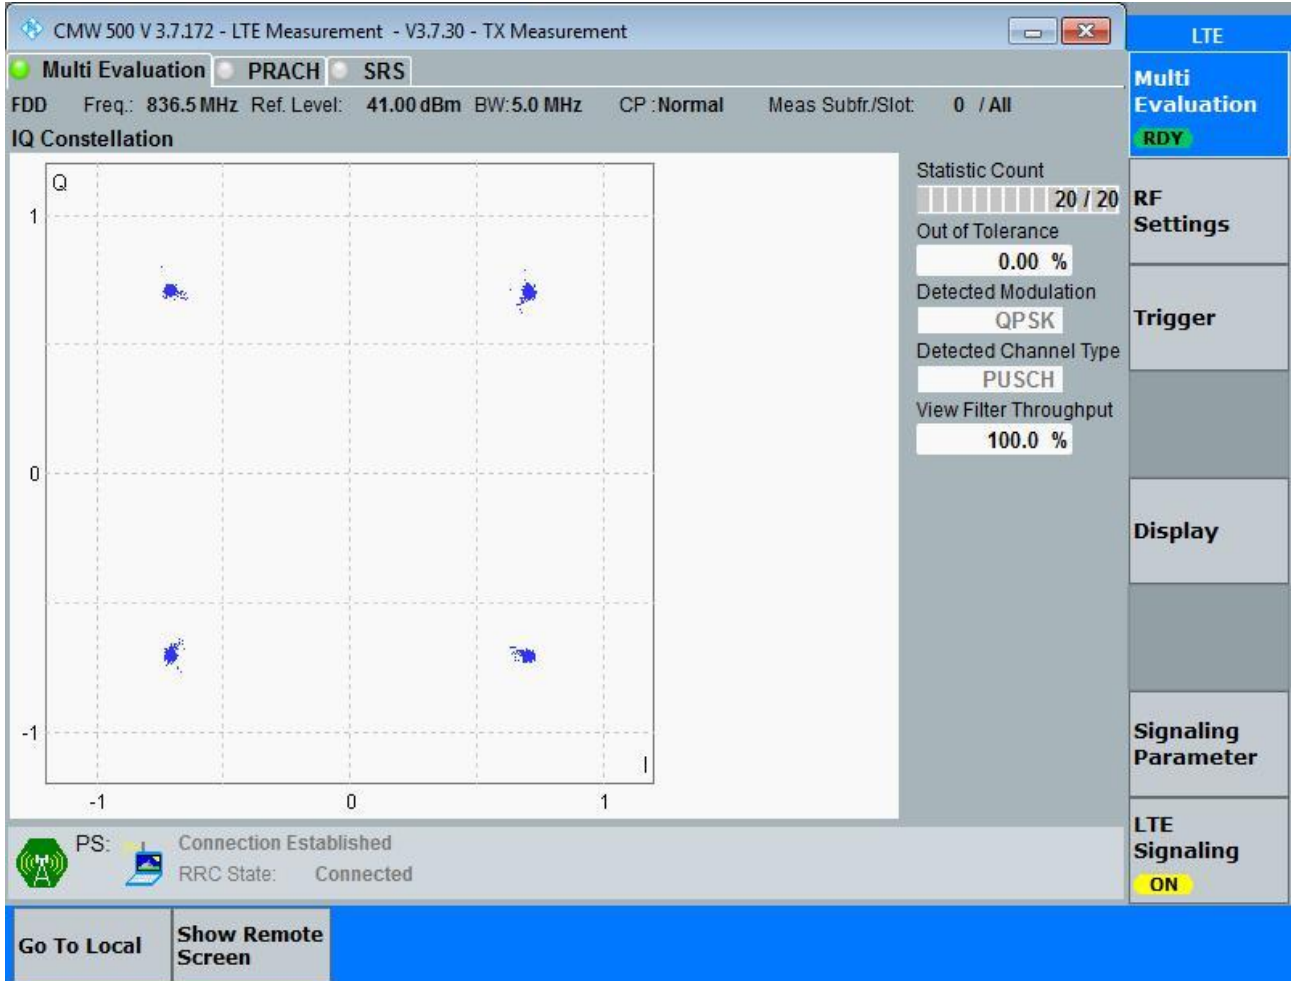 CMW 500 V 3.7.172 - LTE Measurement - V3.7.30 - TX Measurement
LTE
Multi Evaluation PRACH SRS
FDD Freq.: 836.5 MHz Ref. Level: 41.00 dBm BW: 5.0 MHz CP : Normal Meas Subfr./Slot: 0 / All
IQ Constellation
Q
1
0
-1
I
-1 0 1
Statistic Count
20 / 20
Out of Tolerance
0.00 %
Detected Modulation
QPSK
Detected Channel Type
PUSCH
View Filter Throughput
100.0 %
Multi
Evaluation
RDY
RF
Settings
Trigger
Display
Signaling
Parameter
LTE
Signaling
ON
PS: Connection Established
RRC State: Connected
Go To Local
Show Remote
Screen